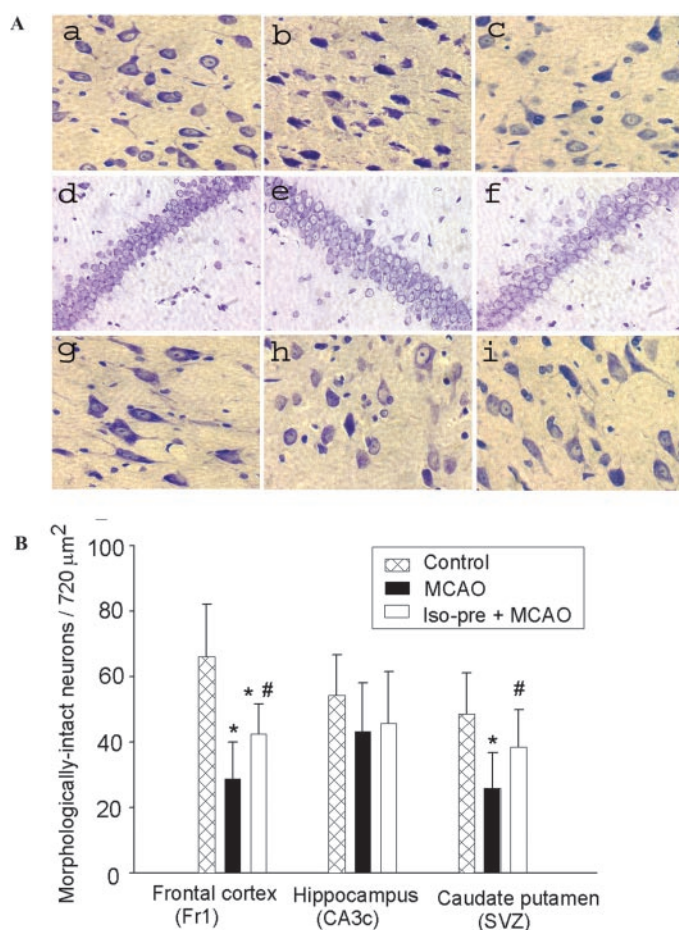 A
a b c
d e f
g h i
B
Morphologically-intact neurons / 720 µm²
100
80
60
40
20
0
Control
MCAO
Iso-pre + MCAO
* * #
* #
Frontal cortex Hippocampus Caudate putamen
(Fr1) (CA3c) (SVZ)